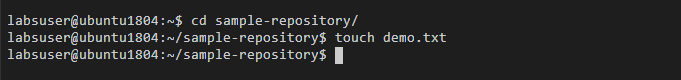 labsuser@ubuntu1804:~$ cd sample-repository/
labsuser@ubuntu1804:~/sample-repository$ touch demo.txt
labsuser@ubuntu1804:~/sample-repository$